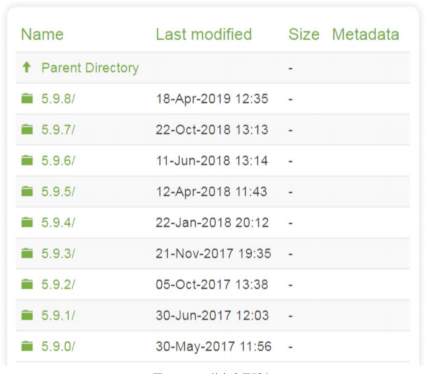 Name Last modified Size Metadata
Parent Directory -
5.9.8/ 18-Apr-2019 12:35 -
5.9.7/ 22-Oct-2018 13:13 -
5.9.6/ 11-Jun-2018 13:14 -
5.9.5/ 12-Apr-2018 11:43 -
5.9.4/ 22-Jan-2018 20:12 -
5.9.3/ 21-Nov-2017 19:35 -
5.9.2/ 05-Oct-2017 13:38 -
5.9.1/ 30-Jun-2017 12:03 -
5.9.0/ 30-May-2017 11:56 -